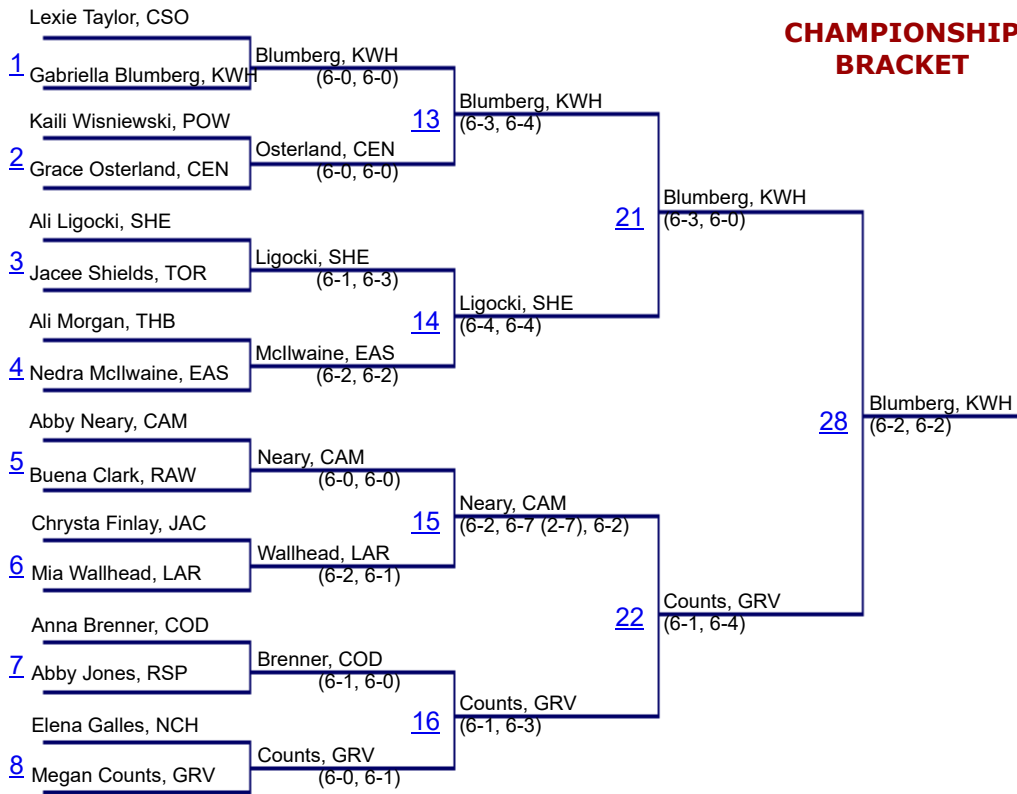 CHAMPIONSHIP
BRACKET
Lexie Taylor, CSO
1
Gabriella Blumberg, KWH
Kaili Wisniewski, POW
2
Grace Osterland, CEN
Ali Ligocki, SHE
3
Jacee Shields, TOR
Ali Morgan, THB
4
Nedra McIlwaine, EAS
Abby Neary, CAM
5
Buena Clark, RAW
Chrysta Finlay, JAC
6
Mia Wallhead, LAR
Anna Brenner, COD
7
Abby Jones, RSP
Elena Galles, NCH
8
Megan Counts, GRV
Blumberg, KWH
(6-0, 6-0)
13
Osterland, CEN
(6-0, 6-0)
Ligocki, SHE
(6-1, 6-3)
14
McIlwaine, EAS
(6-2, 6-2)
Neary, CAM
(6-0, 6-0)
15
Wallhead, LAR
(6-2, 6-1)
Brenner, COD
(6-1, 6-0)
16
Counts, GRV
(6-0, 6-1)
Blumberg, KWH
(6-3, 6-4)
21
Ligocki, SHE
(6-4, 6-4)
Neary, CAM
(6-2, 6-7 (2-7), 6-2)
22
Counts, GRV
(6-1, 6-3)
Blumberg, KWH
(6-3, 6-0)
28
Counts, GRV
(6-1, 6-4)
Blumberg, KWH
(6-2, 6-2)